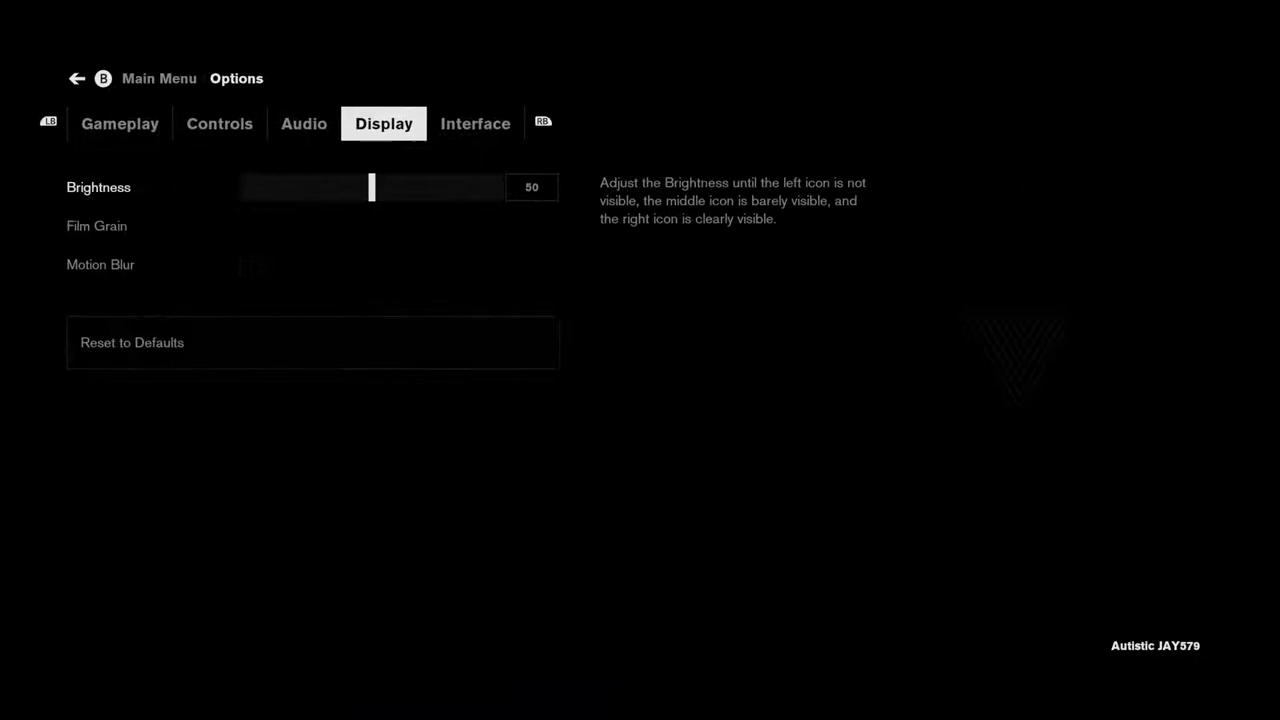 B Main Menu Options
LB Gameplay Controls Audio Display Interface RB
Brightness 50
Film Grain
Motion Blur
Reset to Defaults
Adjust the Brightness until the left icon is not
visible, the middle icon is barely visible, and
the right icon is clearly visible.
Autistic JAY579